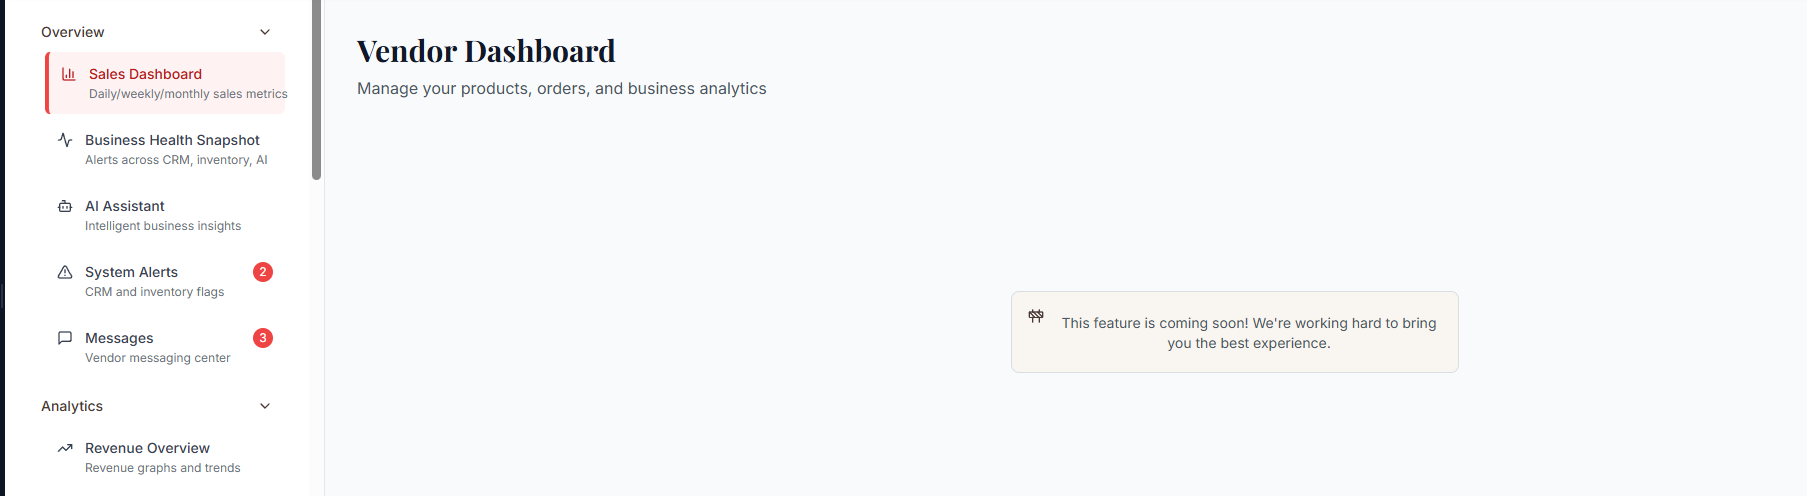 Overview
Sales Dashboard
Daily/weekly/monthly sales metrics
Business Health Snapshot
Alerts across CRM, inventory, AI
AI Assistant
Intelligent business insights
System Alerts
2
CRM and inventory flags
Messages
3
Vendor messaging center
Analytics
Revenue Overview
Revenue graphs and trends
Vendor Dashboard
Manage your products, orders, and business analytics
This feature is coming soon! We're working hard to bring
you the best experience.